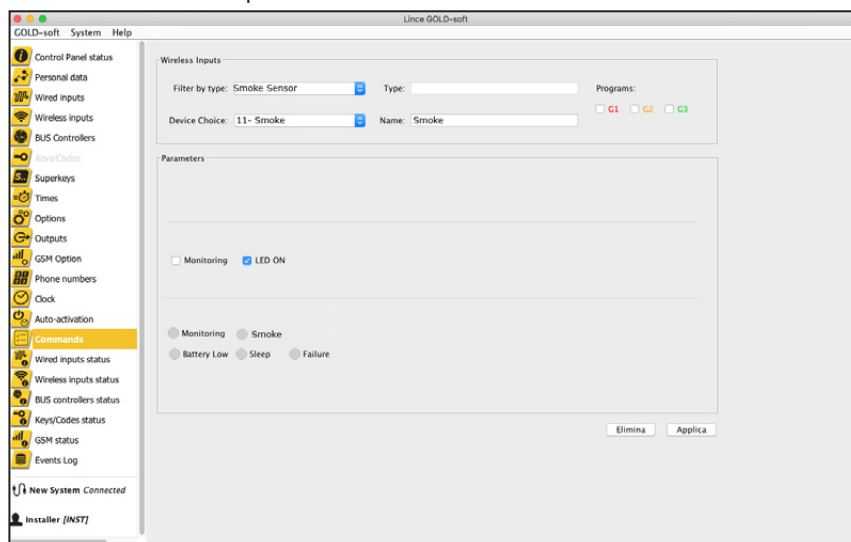 Lince GOLD-soft
GOLD-soft System Help
Control Panel status
Personal data
Wired inputs
Wireless inputs
BUS Controllers
Keys/Codes
Superkeys
Times
Options
Outputs
GSM Option
Phone numbers
Clock
Auto-activation
Commands
Wired inputs status
Wireless inputs status
BUS controllers status
Keys/Codes status
GSM status
Events Log
New System Connected
Installer [INST]
Wireless Inputs
Filter by type: Smoke Sensor Type: Programs:
G1 G2 G3
Device Choice: 11- Smoke Name: Smoke
Parameters
Monitoring LED ON
Monitoring Smoke
Battery Low Sleep Failure
Elimina Applica